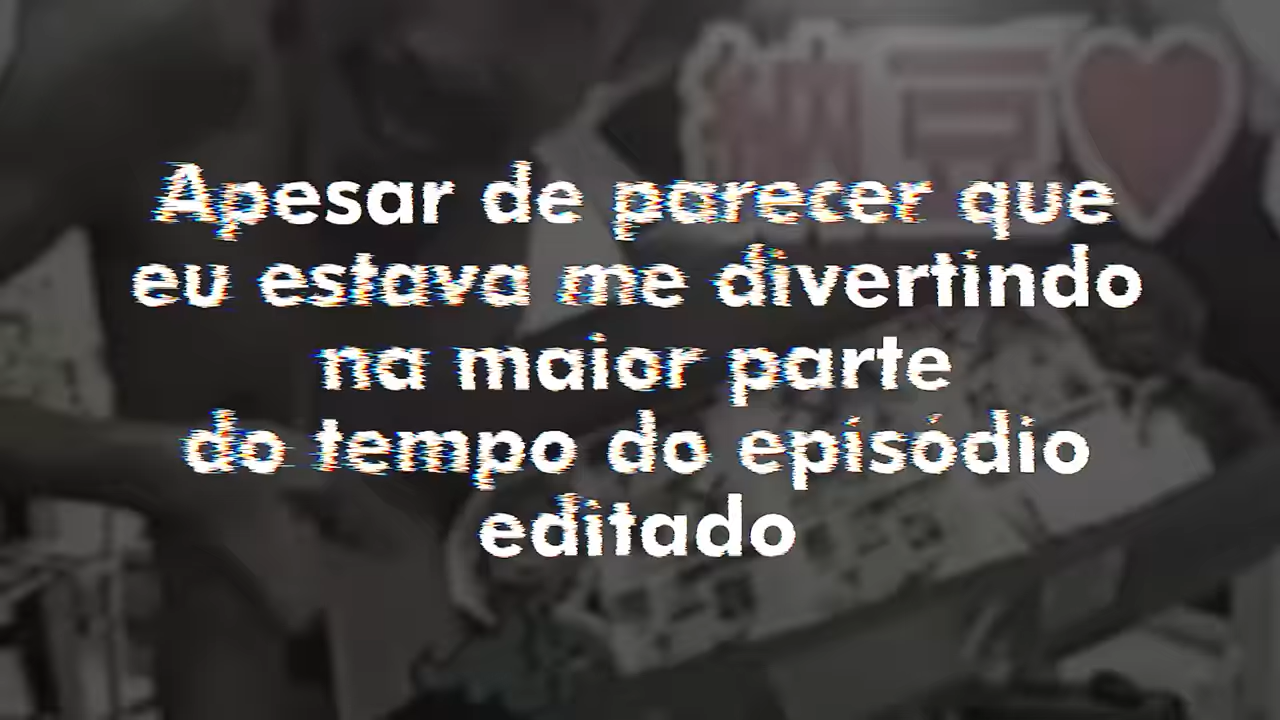 Apesar de parecer que
eu estava me divertindo
na maior parte
do tempo do episódio
editado